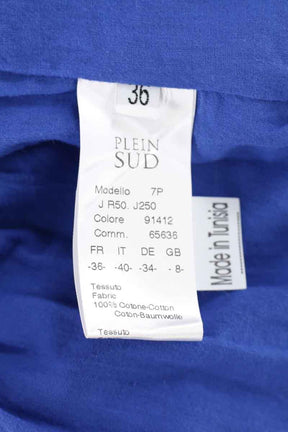 36
PLEIN
SUD
Modello 7P
J R50. J250
Colore 91412
Comm. 65636
FR IT DE GB
-36- -40- -34- -8-
Tessuto
Fabric
100% Cotone-Cotton
Coton-Baumwolle
Tessuto
Made in Tunisia